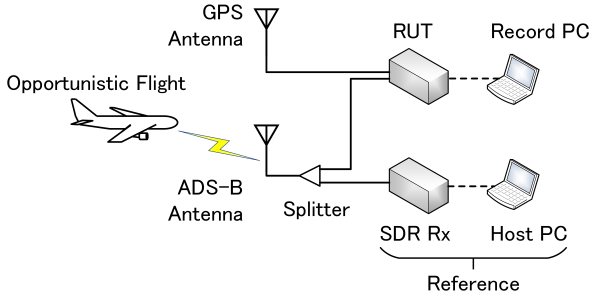 GPS
Antenna
RUT
Record PC
Opportunistic Flight
ADS-B
Antenna
Splitter
SDR Rx
Host PC
Reference